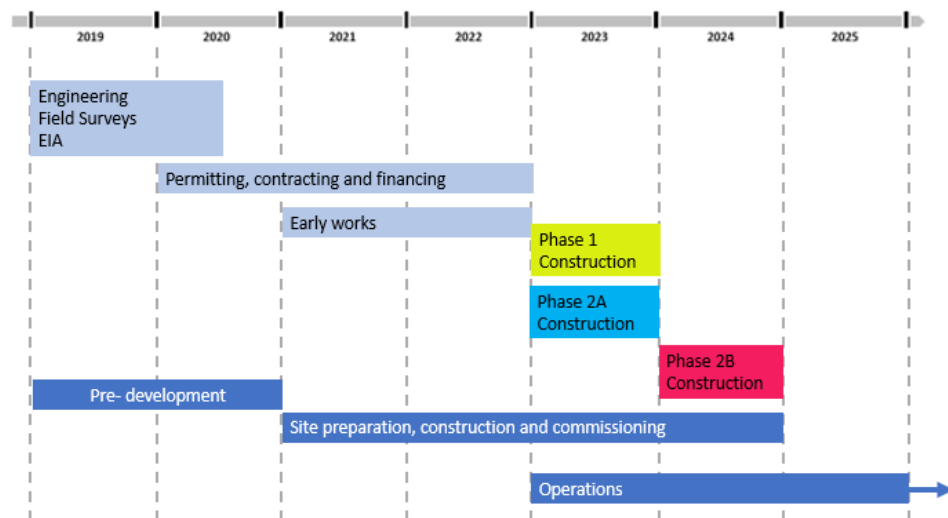 2019 2020 2021 2022 2023 2024 2025
Engineering
Field Surveys
EIA
Permitting, contracting and financing
Early works
Phase 1
Construction
Phase 2A
Construction
Phase 2B
Construction
Pre- development
Site preparation, construction and commissioning
Operations